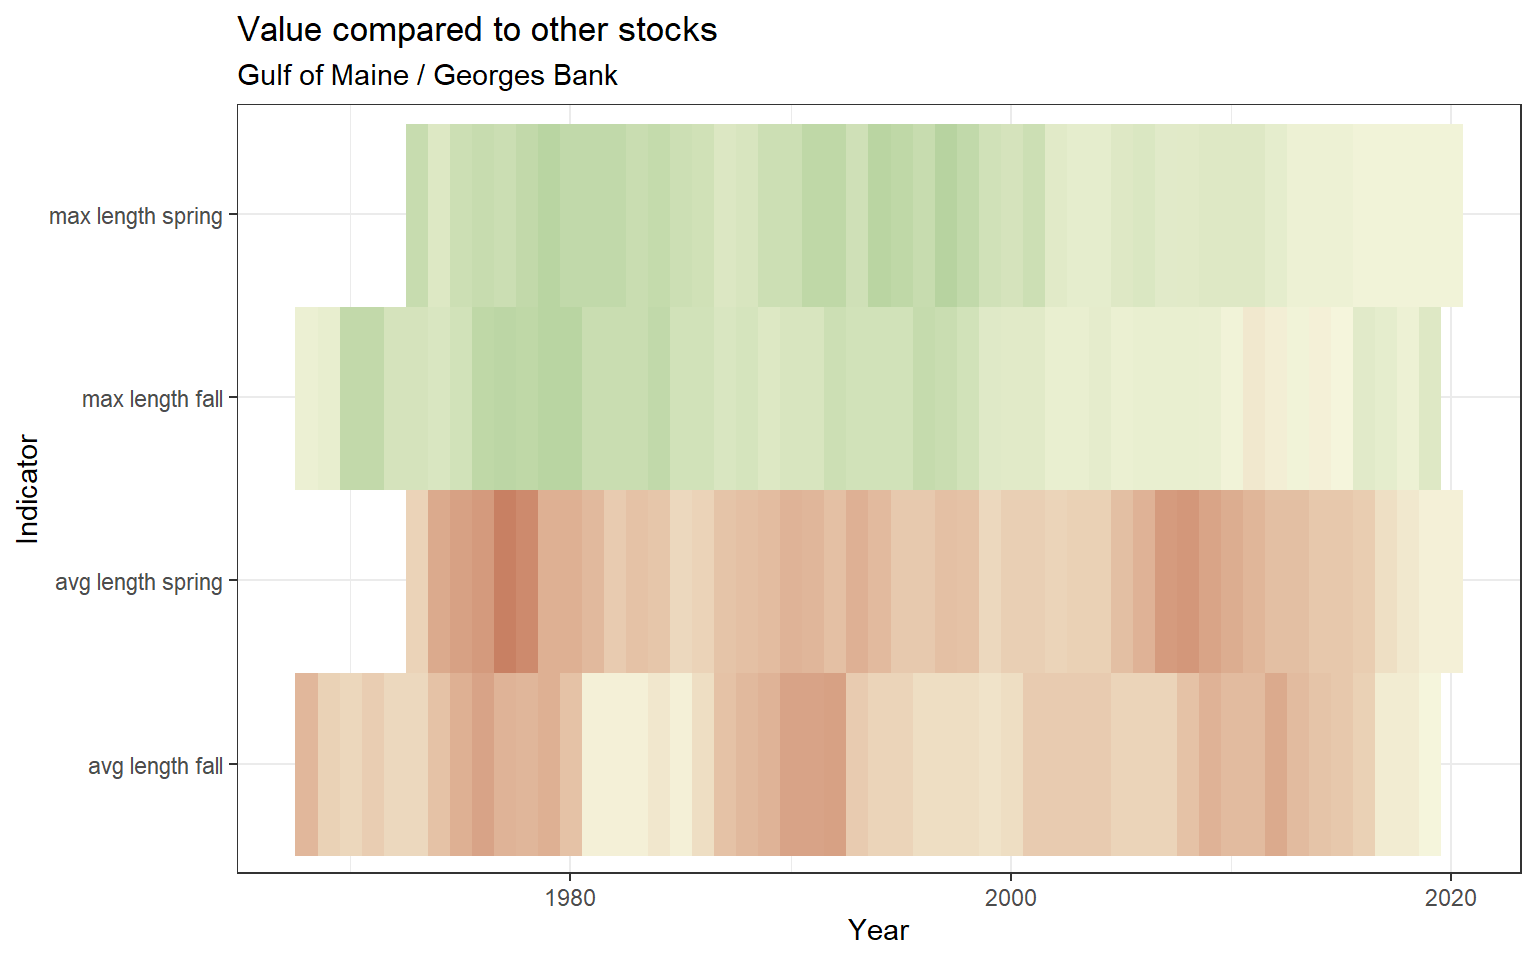 Value compared to other stocks
Gulf of Maine / Georges Bank
Indicator
max length spring
max length fall
avg length spring
avg length fall
1980
2000
2020
Year